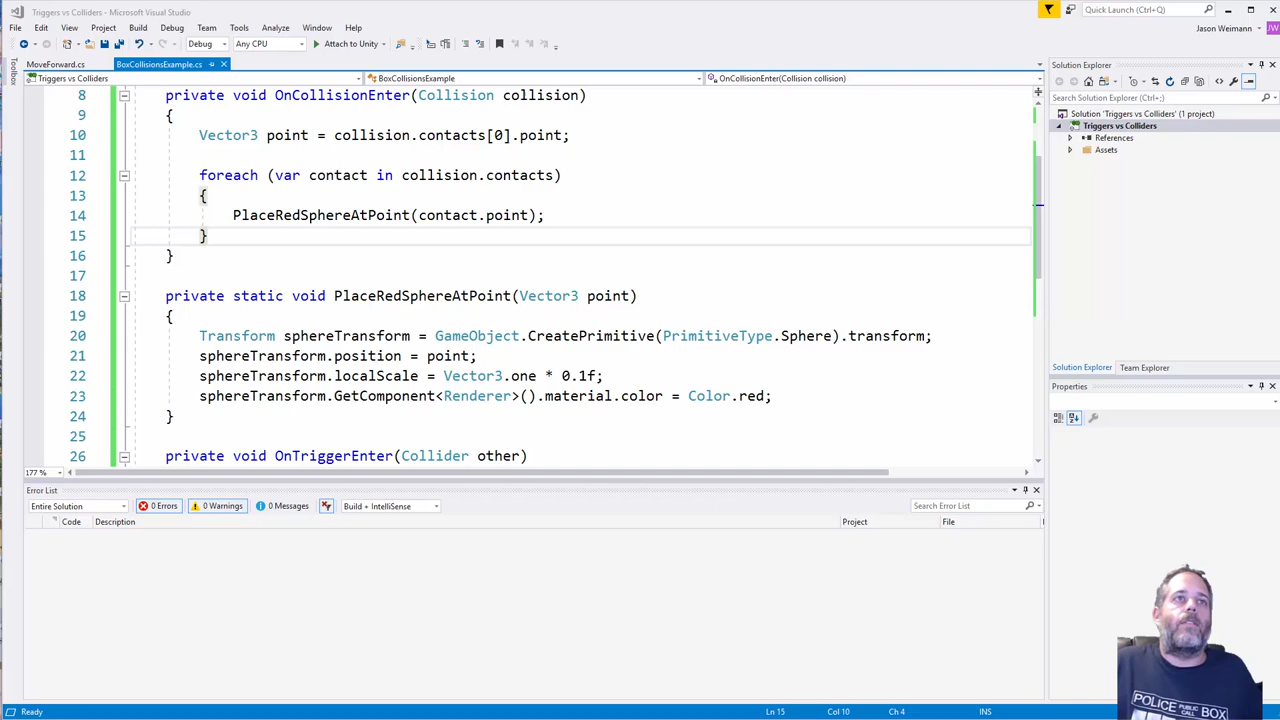 Triggers vs Colliders - Microsoft Visual Studio
Quick Launch (Ctrl+Q)
File Edit View Project Build Debug Team Tools Analyze Window Help
Jason Weimann
JW
Debug Any CPU Attach to Unity
MoveForward.cs BoxCollisionsExample.cs
Triggers vs Colliders BoxCollisionsExample OnCollisionEnter(Collision collision)
8 private void OnCollisionEnter(Collision collision)
9 {
10 Vector3 point = collision.contacts[0].point;
11
12 foreach (var contact in collision.contacts)
13 {
14 PlaceRedSphereAtPoint(contact.point);
15 }
16 }
17
18 private static void PlaceRedSphereAtPoint(Vector3 point)
19 {
20 Transform sphereTransform = GameObject.CreatePrimitive(PrimitiveType.Sphere).transform;
21 sphereTransform.position = point;
22 sphereTransform.localScale = Vector3.one * 0.1f;
23 sphereTransform.GetComponent<Renderer>().material.color = Color.red;
24 }
25
26 private void OnTriggerEnter(Collider other)
177 %
Toolbox
Solution Explorer
Search Solution Explorer (Ctrl+;)
Solution 'Triggers vs Colliders' (1 project)
Triggers vs Colliders
References
Assets
Solution Explorer Team Explorer
Properties
Error List
Entire Solution 0 Errors 0 Warnings 0 Messages Build + IntelliSense Search Error List
Code Description Project File
Ready Ln 15 Col 10 Ch 4 INS
POLICE PUBLIC CALL BOX